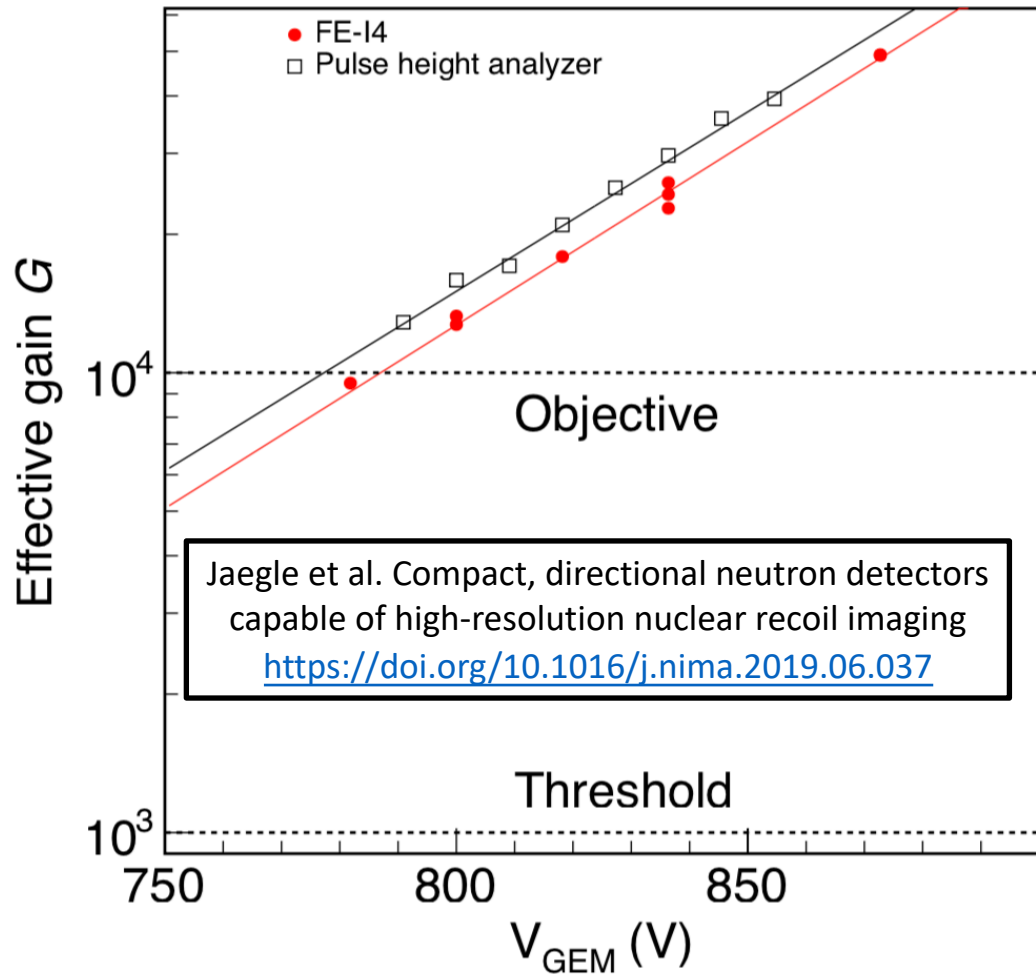 FE-I4
Pulse height analyzer
Effective gain G
10⁴
Objective
Jaegle et al. Compact, directional neutron detectors
capable of high-resolution nuclear recoil imaging
https://doi.org/10.1016/j.nima.2019.06.037
Threshold
10³
750 800 850
V_GEM (V)